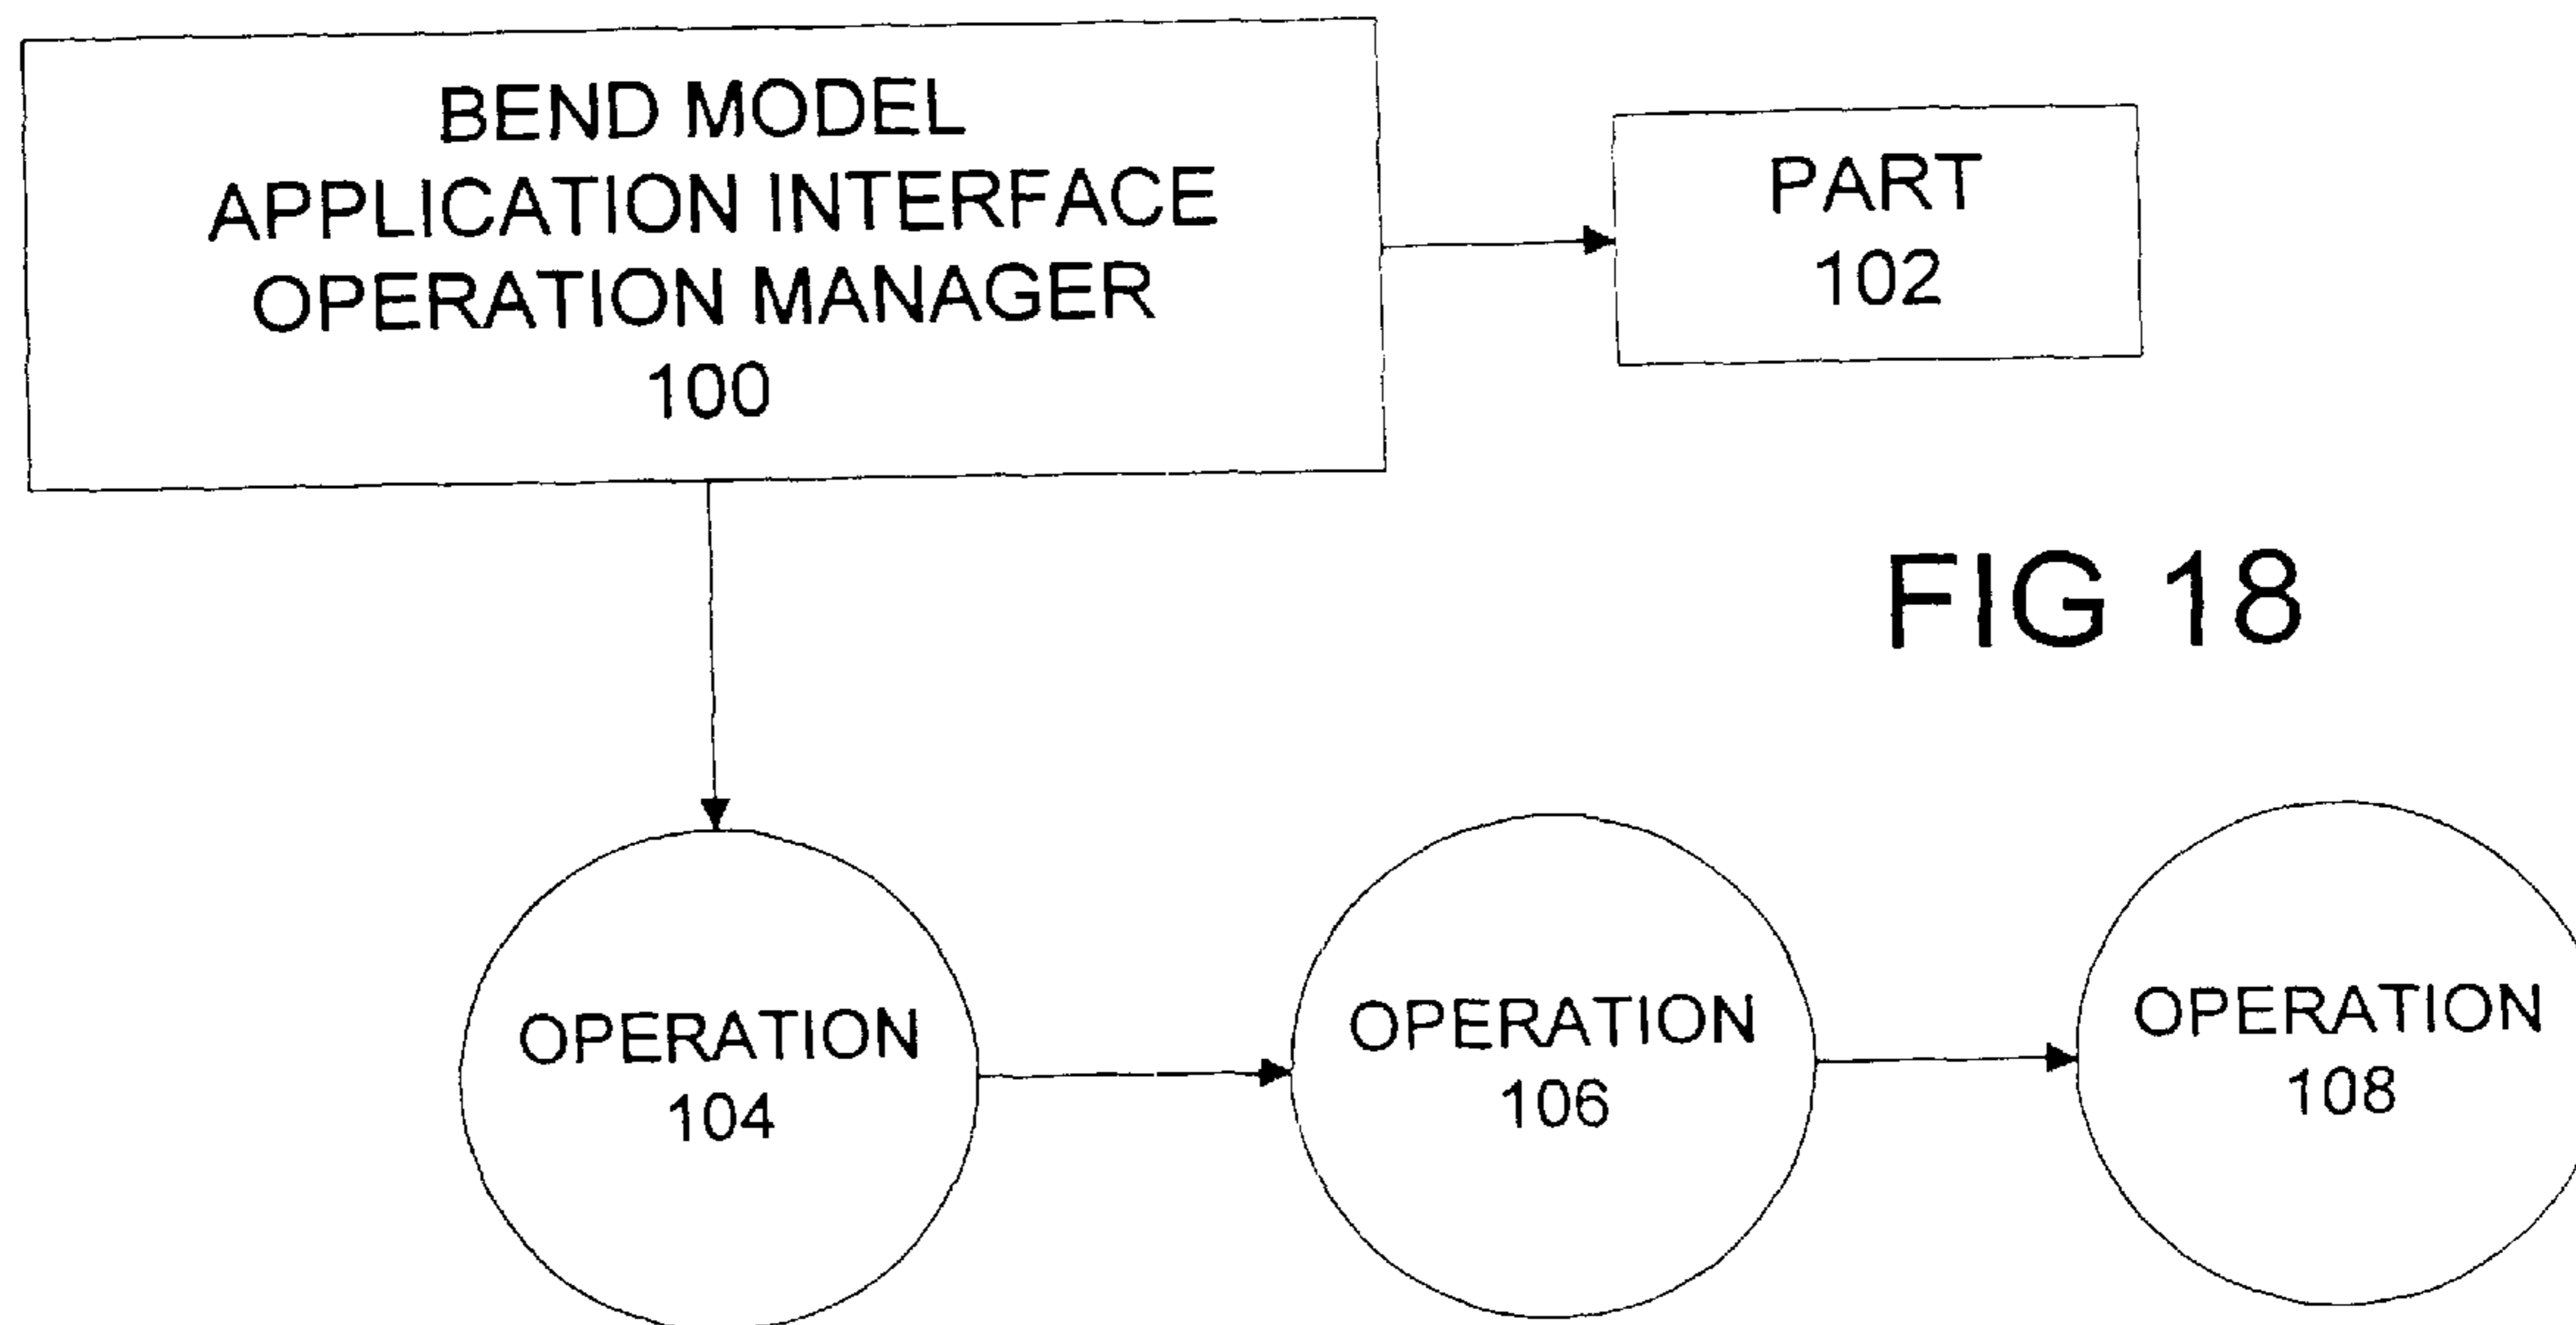 BEND MODEL
APPLICATION INTERFACE
OPERATION MANAGER
100
PART
102
FIG 18
OPERATION
104
OPERATION
106
OPERATION
108